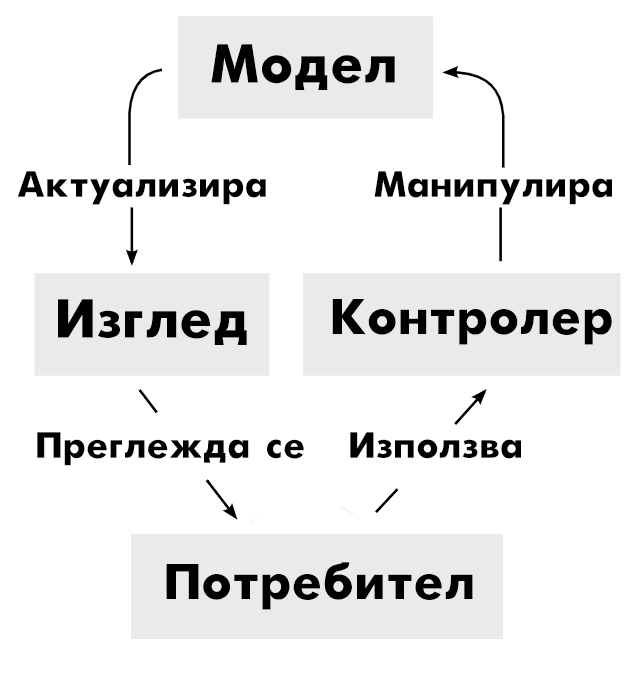 Модел
Актуализира
Манипулира
Изглед
Контролер
Преглежда се
Използва
Потребител